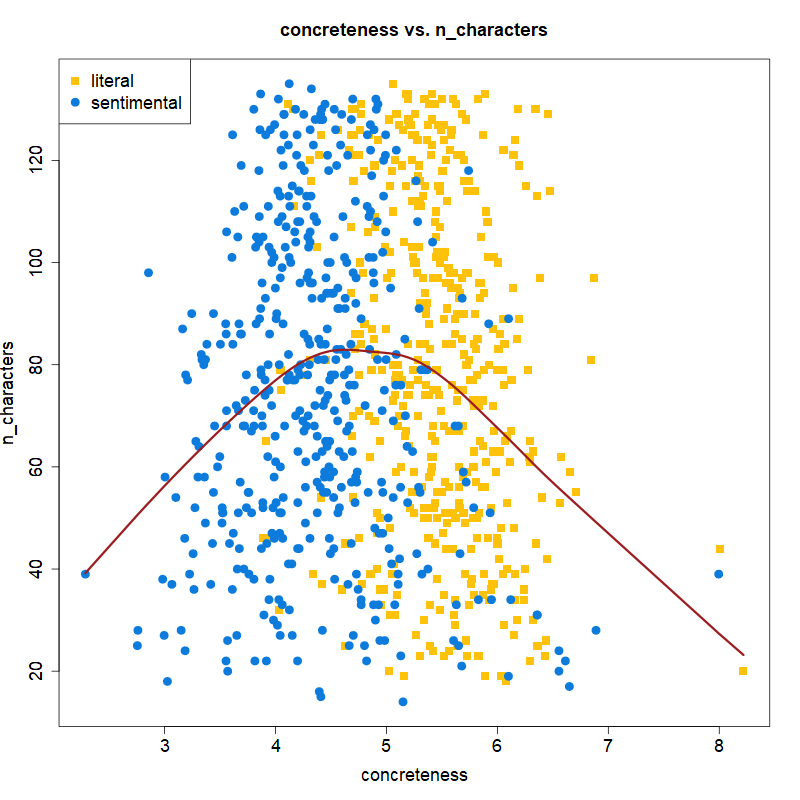 concreteness vs. n_characters
literal
sentimental
n_characters
120
100
80
60
40
20
3 4 5 6 7 8
concreteness